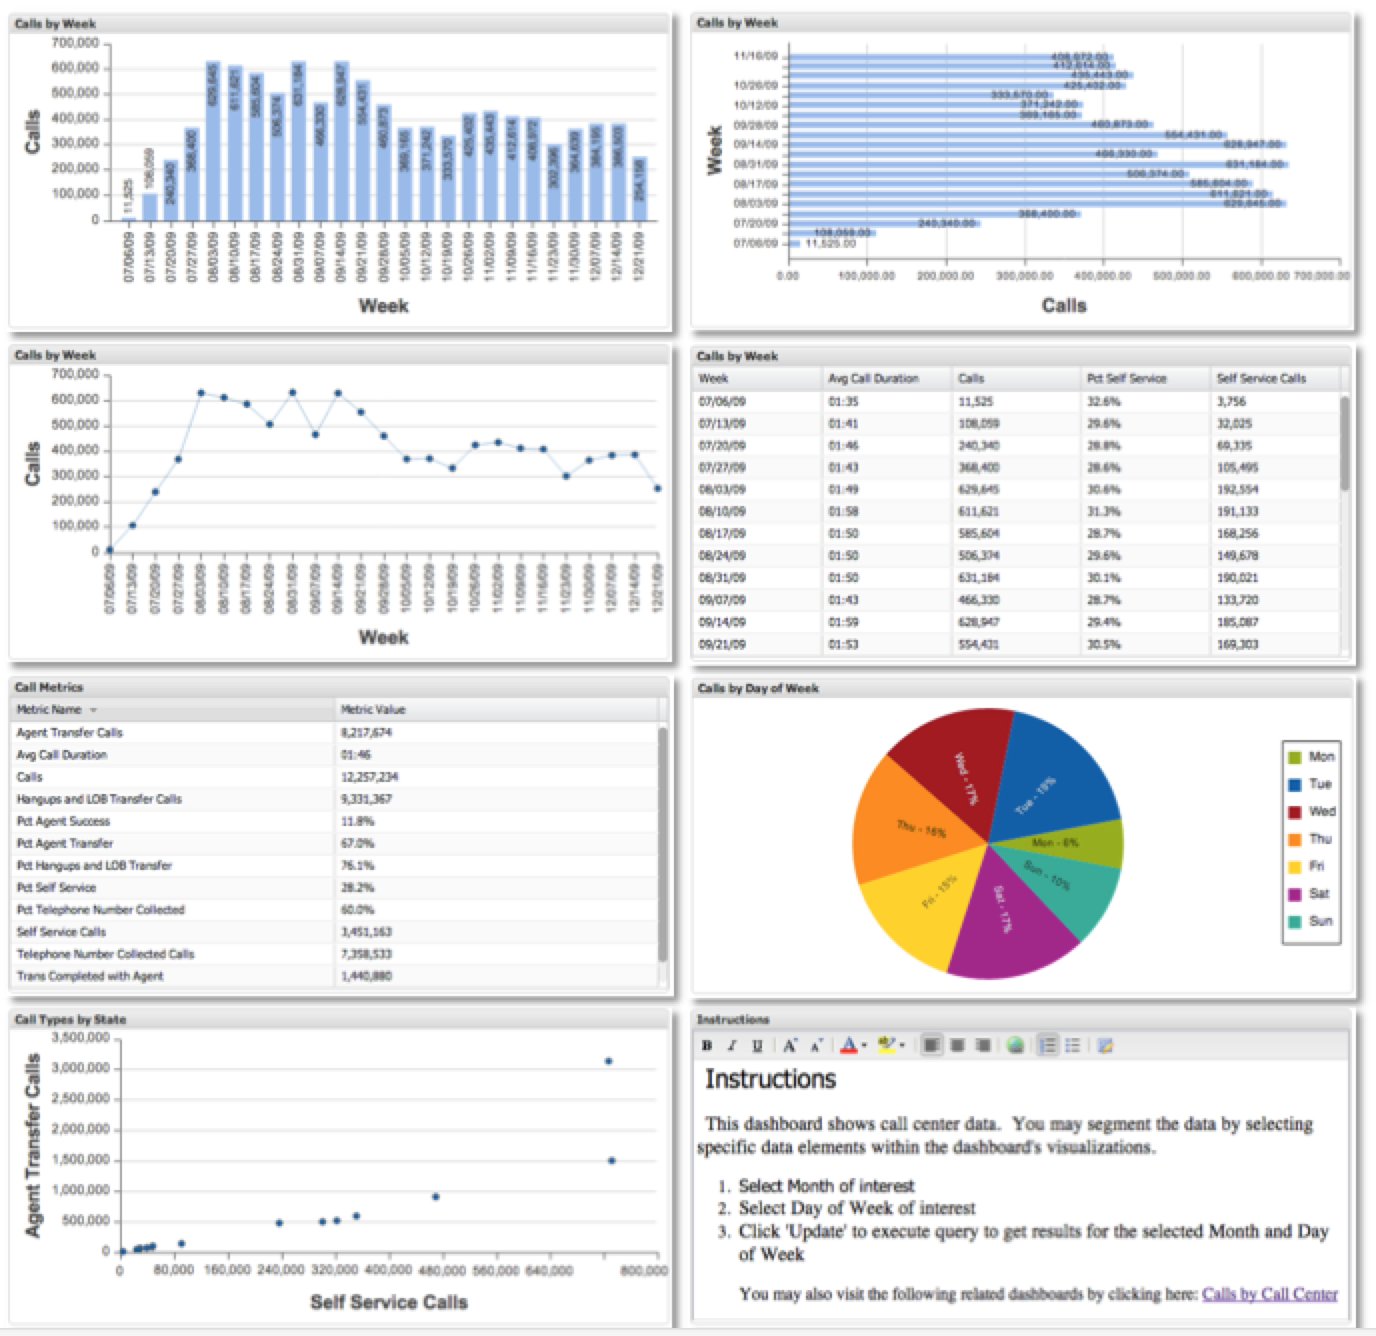 Calls by Week
700,000
600,000
500,000
400,000
300,000
200,000
100,000
0
Calls
11,525
108,059
240,340
368,400
629,645
611,621
585,604
506,374
631,184
466,330
628,947
554,431
460,873
369,165
371,242
333,570
425,402
435,443
412,614
408,972
302,396
364,639
384,195
386,503
254,158
07/06/09
07/13/09
07/20/09
07/27/09
08/03/09
08/10/09
08/17/09
08/24/09
08/31/09
09/07/09
09/14/09
09/21/09
09/28/09
10/05/09
10/12/09
10/19/09
10/26/09
11/02/09
11/09/09
11/16/09
11/23/09
11/30/09
12/07/09
12/14/09
12/21/09
Week
Calls by Week
Week
11/16/09
10/26/09
10/12/09
09/28/09
09/14/09
08/31/09
08/17/09
08/03/09
07/20/09
07/06/09
408,972.00
412,614.00
435,443.00
425,402.00
333,570.00
371,242.00
369,165.00
460,873.00
554,431.00
628,947.00
466,330.00
631,184.00
506,374.00
585,604.00
611,621.00
629,645.00
368,400.00
240,340.00
108,059.00
11,525.00
0.00
100,000.00
200,000.00
300,000.00
400,000.00
500,000.00
600,000.00
700,000.00
Calls
Calls by Week
700,000
600,000
500,000
400,000
300,000
200,000
100,000
0
Calls
07/06/09
07/13/09
07/20/09
07/27/09
08/03/09
08/10/09
08/17/09
08/24/09
08/31/09
09/07/09
09/14/09
09/21/09
09/28/09
10/05/09
10/12/09
10/19/09
10/26/09
11/02/09
11/09/09
11/16/09
11/23/09
11/30/09
12/07/09
12/14/09
12/21/09
Week
Calls by Week
Week Avg Call Duration Calls Pct Self Service Self Service Calls
07/06/09 01:35 11,525 32.6% 3,756
07/13/09 01:41 108,059 29.6% 32,025
07/20/09 01:46 240,340 28.8% 69,335
07/27/09 01:43 368,400 28.6% 105,495
08/03/09 01:49 629,645 30.6% 192,554
08/10/09 01:58 611,621 31.3% 191,133
08/17/09 01:50 585,604 28.7% 168,256
08/24/09 01:50 506,374 29.6% 149,678
08/31/09 01:50 631,184 30.1% 190,021
09/07/09 01:43 466,330 28.7% 133,720
09/14/09 01:59 628,947 29.4% 185,087
09/21/09 01:53 554,431 30.5% 169,303
Call Metrics
Metric Name Metric Value
Agent Transfer Calls 8,217,674
Avg Call Duration 01:46
Calls 12,257,234
Hangups and LOB Transfer Calls 9,331,367
Pct Agent Success 11.8%
Pct Agent Transfer 67.0%
Pct Hangups and LOB Transfer 76.1%
Pct Self Service 28.2%
Pct Telephone Number Collected 60.0%
Self Service Calls 3,451,163
Telephone Number Collected Calls 7,358,533
Trans Completed with Agent 1,440,880
Calls by Day of Week
Wed - 17%
Tue - 19%
Thu - 16%
Mon - 6%
Sun - 10%
Fri - 15%
Sat - 17%
Mon
Tue
Wed
Thu
Fri
Sat
Sun
Call Types by State
3,500,000
3,000,000
2,500,000
2,000,000
1,500,000
1,000,000
500,000
0
Agent Transfer Calls
0 80,000 160,000 240,000 320,000 400,000 480,000 560,000 640,000 800,000
Self Service Calls
Instructions
B I U A A A ab
Instructions
This dashboard shows call center data. You may segment the data by selecting
specific data elements within the dashboard's visualizations.
1. Select Month of interest
2. Select Day of Week of interest
3. Click 'Update' to execute query to get results for the selected Month and Day
of Week
You may also visit the following related dashboards by clicking here: Calls by Call Center